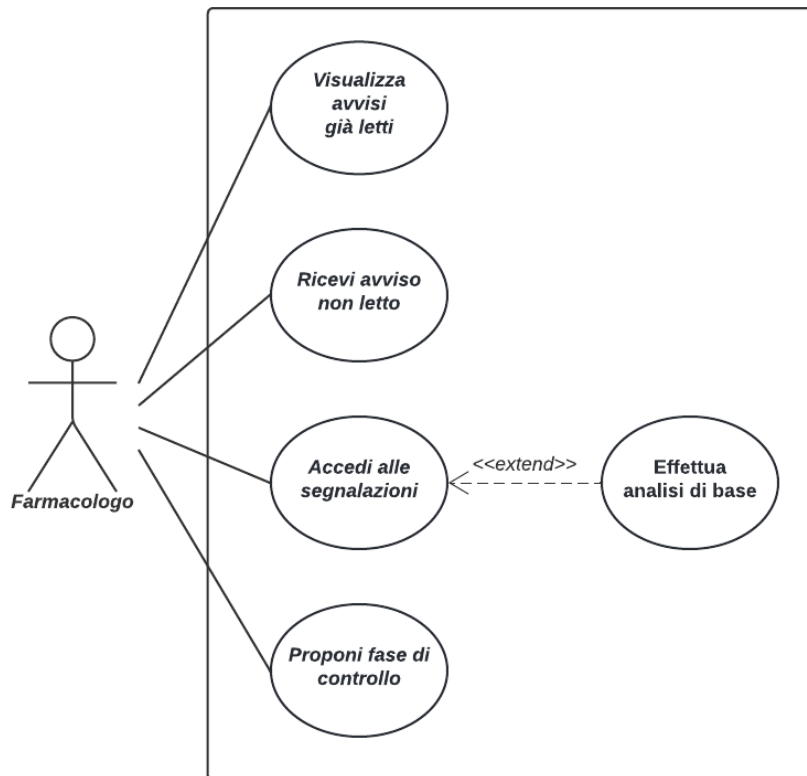 Visualizza
avvisi
già letti
Ricevi avviso
non letto
Farmacologo
Accedi alle
segnalazioni
<<extend>>
Effettua
analisi di base
Proponi fase di
controllo